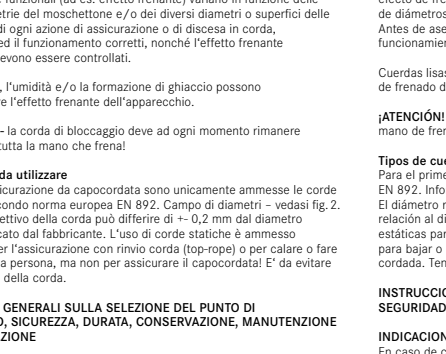 funzionali (ad es. effetto frenante) variano in funzione delle
etrie del moschettone e/o dei diversi diametri o superfici delle
di ogni azione di assicurazione o di discesa in corda,
ed il funzionamento corretti, nonché l'effetto frenante
evono essere controllati.
, l'umidità e/o la formazione di ghiaccio possono
re l'effetto frenante dell'apparecchio.
- la corda di bloccaggio deve ad ogni momento rimanere
tutta la mano che frena!
da utilizzare
icurazione da capocordata sono unicamente ammesse le corde
condo norma europea EN 892. Campo di diametri – vedasi fig. 2.
ettivo della corda può differire di +- 0,2 mm dal diametro
cato dal fabbricante. L'uso di corde statiche è ammesso
er l'assicurazione con rinvio corda (top-rope) o per calare o fare
a persona, ma non per assicurare il capocordata! E' da evitare
della corda.
GENERALI SULLA SELEZIONE DEL PUNTO DI
O, SICUREZZA, DURATA, CONSERVAZIONE, MANUTENZIONE
ZIONE
efecto de fre
de diámetros
Antes de ase
funcionamien
Cuerdas lisas
de frenado d
¡ATENCIÓN!
mano de fren
Tipos de cue
Para el prime
EN 892. Info
El diámetro r
relación al di
estáticas par
para bajar o
cordada. Ten
INSTRUCCIO
SEGURIDAD
INDICACION
En caso de c